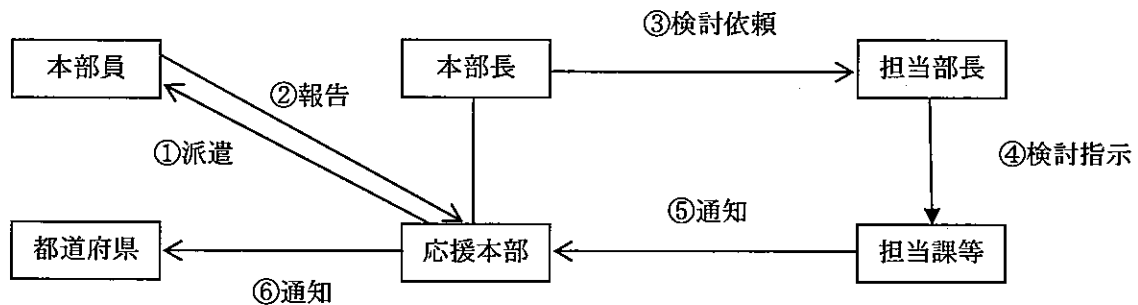 ③検討依頼
本部員
本部長
担当部長
②報告
①派遣
④検討指示
⑤通知
都道府県
応援本部
担当課等
⑥通知